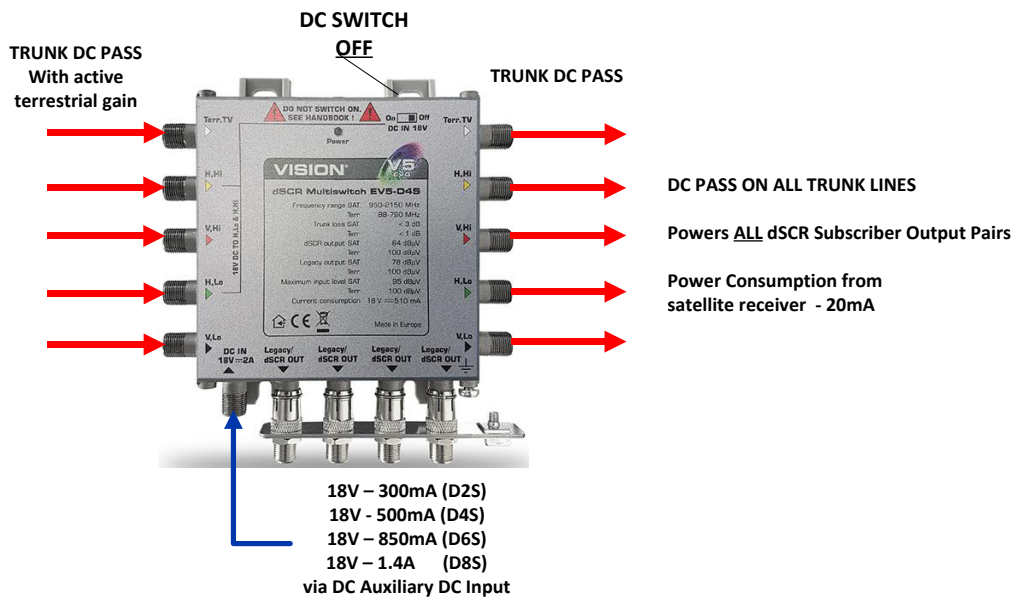 DC SWITCH
OFF
TRUNK DC PASS
With active
terrestrial gain
TRUNK DC PASS
DO NOT SWITCH ON.
SEE HANDBOOK !
On Off
DC IN 18V
Power
Terr.TV
Terr.TV
H,Hi
H,Hi
V,Hi
V,Hi
H,Lo
H,Lo
V,Lo
V,Lo
18V DC TO H,Lo & H,Hi
VISION
V5
EVO
dSCR Multiswitch EV5-D4S
Frequency range SAT 950-2150 MHz
Terr 88-790 MHz
Trunk loss SAT < 3 dB
Terr < 1 dB
dSCR output SAT 84 dBµV
Terr 100 dBµV
Legacy output SAT 78 dBµV
Terr 100 dBµV
Maximum input level SAT 95 dBµV
Terr 100 dBµV
Current consumption 18 V 510 mA
CE
Made in Europe
DC IN
18V 2A
Legacy/
dSCR OUT
Legacy/
dSCR OUT
Legacy/
dSCR OUT
Legacy/
dSCR OUT
DC PASS ON ALL TRUNK LINES
Powers ALL dSCR Subscriber Output Pairs
Power Consumption from
satellite receiver - 20mA
18V – 300mA (D2S)
18V - 500mA (D4S)
18V – 850mA (D6S)
18V – 1.4A (D8S)
via DC Auxiliary DC Input